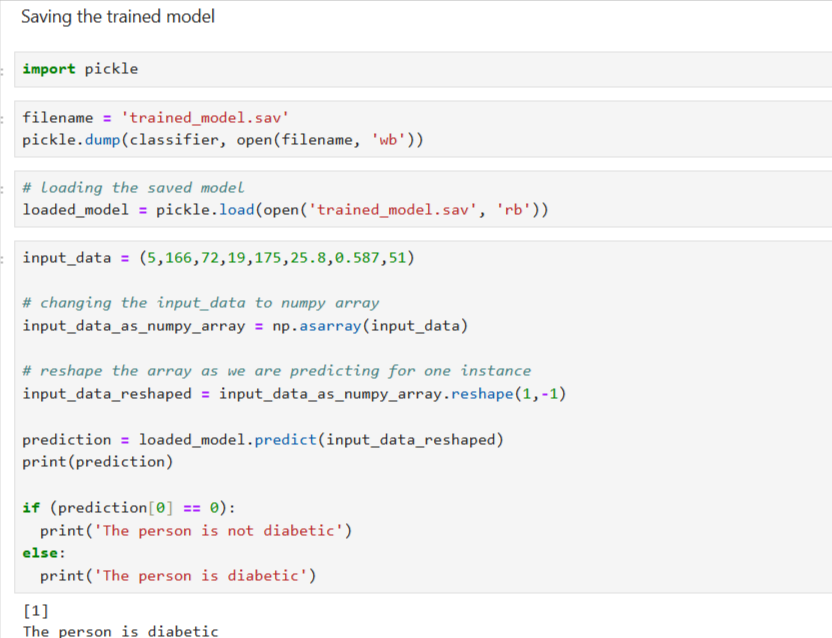 Saving the trained model
import pickle
filename = 'trained_model.sav'
pickle.dump(classifier, open(filename, 'wb'))
# loading the saved model
loaded_model = pickle.load(open('trained_model.sav', 'rb'))
input_data = (5,166,72,19,175,25.8,0.587,51)
# changing the input_data to numpy array
input_data_as_numpy_array = np.asarray(input_data)
# reshape the array as we are predicting for one instance
input_data_reshaped = input_data_as_numpy_array.reshape(1,-1)
prediction = loaded_model.predict(input_data_reshaped)
print(prediction)
if (prediction[0] == 0):
  print('The person is not diabetic')
else:
  print('The person is diabetic')
[1]
The person is diabetic